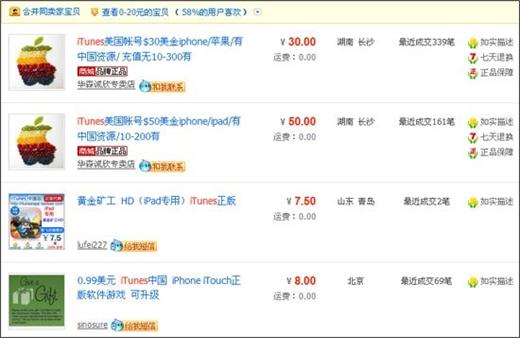 合并同卖家宝贝 查看0-20元的宝贝（58%的用户喜欢）
iTunes美国帐号$30美金iphone/苹果/有
中国资源/ 充值无10-300有
商城品牌正品
华森诚欣专卖店 和我联系
¥ 30.00
运费：0.00
湖南 长沙
最近成交339笔
如实描述
七天退换
正品保障
iTunes美国账号$50美金iphone/ipad/有
中国资源/10-200有
商城品牌正品
华森诚欣专卖店 和我联系
¥ 50.00
运费：0.00
湖南 长沙
最近成交161笔
如实描述
七天退换
正品保障
¥7.5
黄金矿工 HD（iPad专用）iTunes正版
lufei227 给我短信
¥ 7.50
运费：0.00
山东 青岛
最近成交2笔
如实描述
Give a
Gift
0.99美元 iTunes中国 iPhone iTouch正
版软件游戏 可升级
sinosure 给我短信
¥ 8.00
运费：0.00
北京
最近成交69笔
如实描述